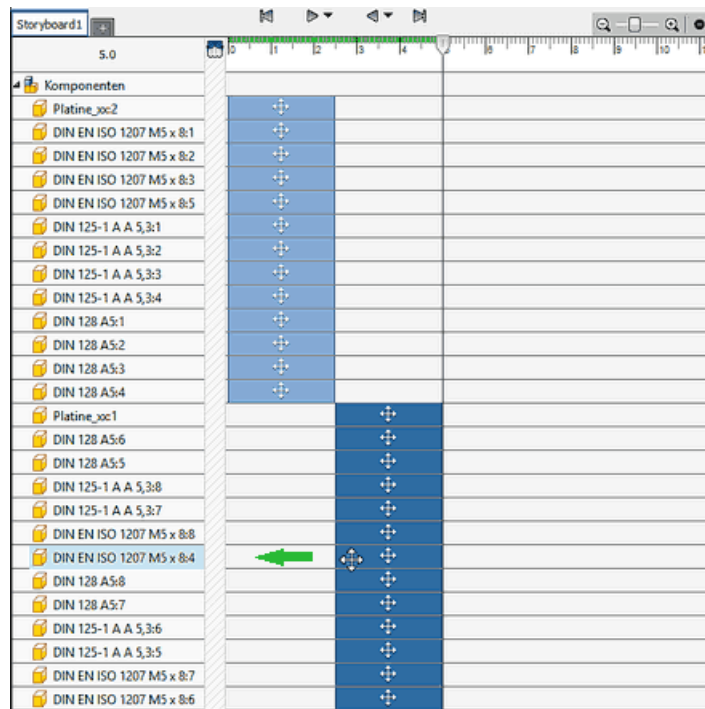 Storyboard1
5.0
0 1 2 3 4 5 6 7 8 9 10 1
Komponenten
Platine_xx:2
DIN EN ISO 1207 M5 x 8:1
DIN EN ISO 1207 M5 x 8:2
DIN EN ISO 1207 M5 x 8:3
DIN EN ISO 1207 M5 x 8:5
DIN 125-1 A A 5,3:1
DIN 125-1 A A 5,3:2
DIN 125-1 A A 5,3:3
DIN 125-1 A A 5,3:4
DIN 128 A5:1
DIN 128 A5:2
DIN 128 A5:3
DIN 128 A5:4
Platine_xx:1
DIN 128 A5:6
DIN 128 A5:5
DIN 125-1 A A 5,3:8
DIN 125-1 A A 5,3:7
DIN EN ISO 1207 M5 x 8:8
DIN EN ISO 1207 M5 x 8:4
DIN 128 A5:8
DIN 128 A5:7
DIN 125-1 A A 5,3:6
DIN 125-1 A A 5,3:5
DIN EN ISO 1207 M5 x 8:7
DIN EN ISO 1207 M5 x 8:6